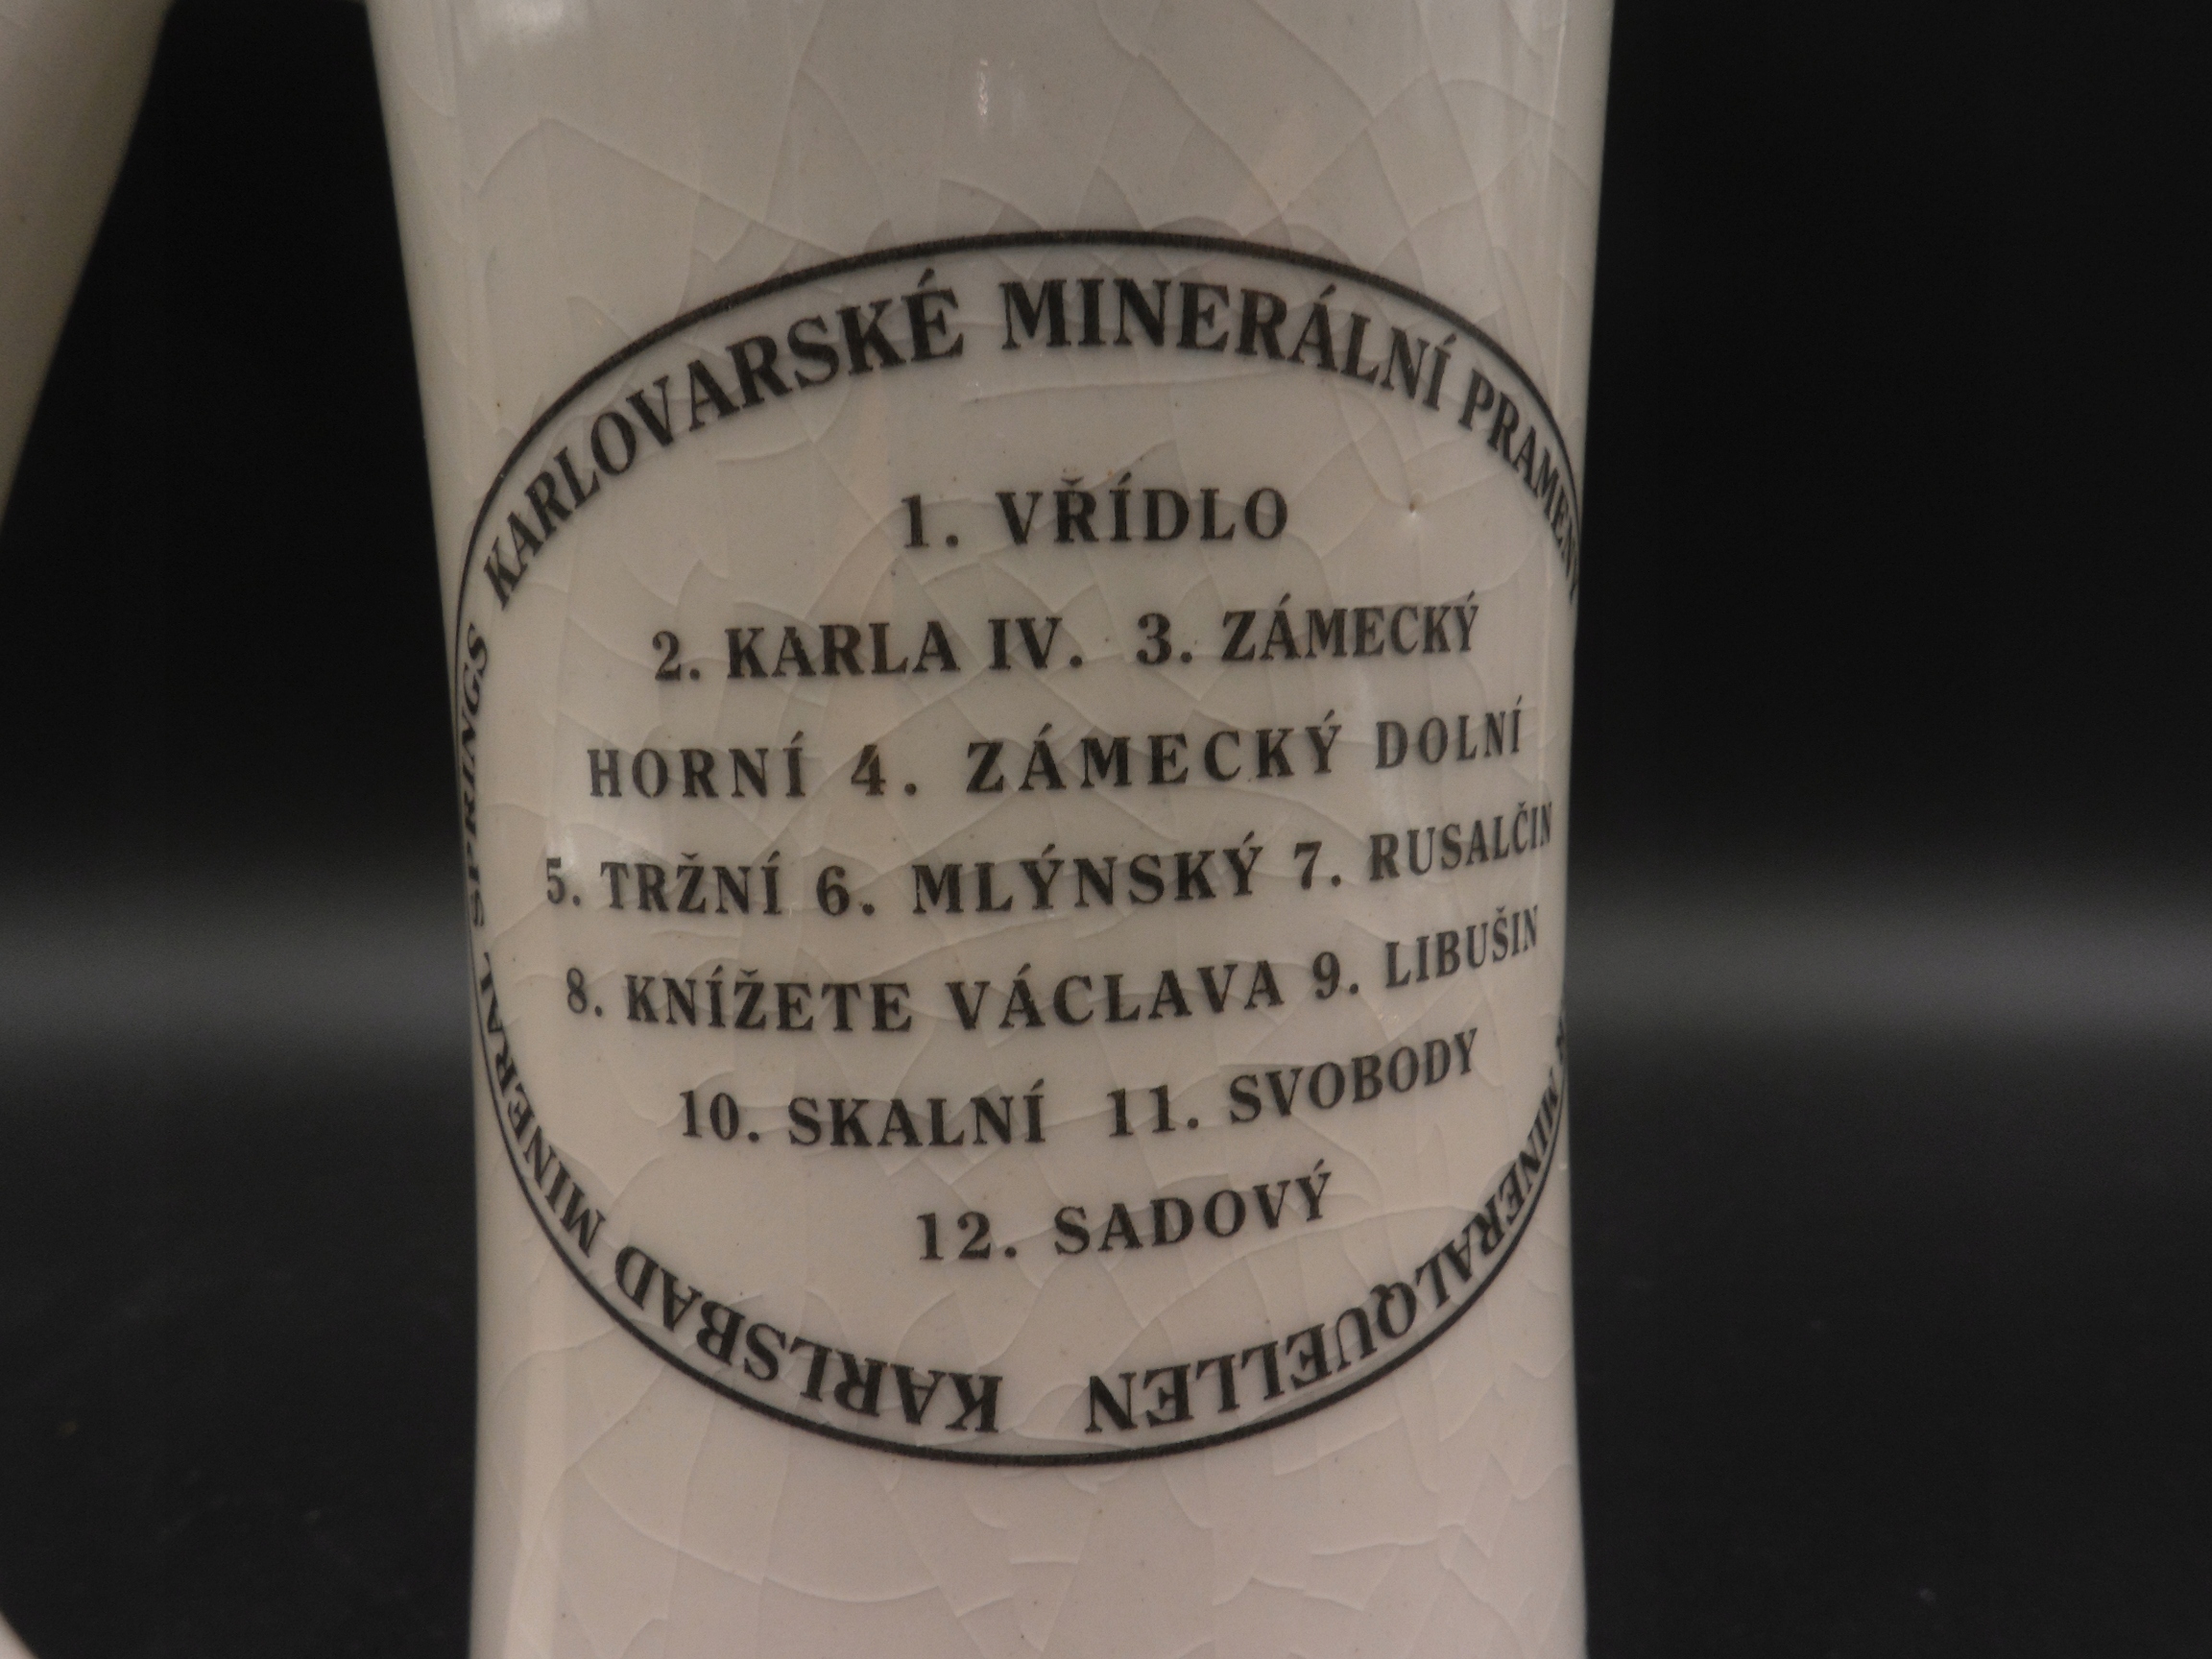 KARLOVARSKÉ MINERÁLNÍ PRAMENY
1. VŘÍDLO
2. KARLA IV. 3. ZÁMECKÝ
HORNÍ 4. ZÁMECKÝ DOLNÍ
5. TRŽNÍ 6. MLÝNSKÝ 7. RUSALČIN
8. KNÍŽETE VÁCLAVA 9. LIBUŠIN
10. SKALNÍ 11. SVOBODY
12. SADOVÝ
KARLSBAD MINERAL SPRINGS
MINERALQUELLEN